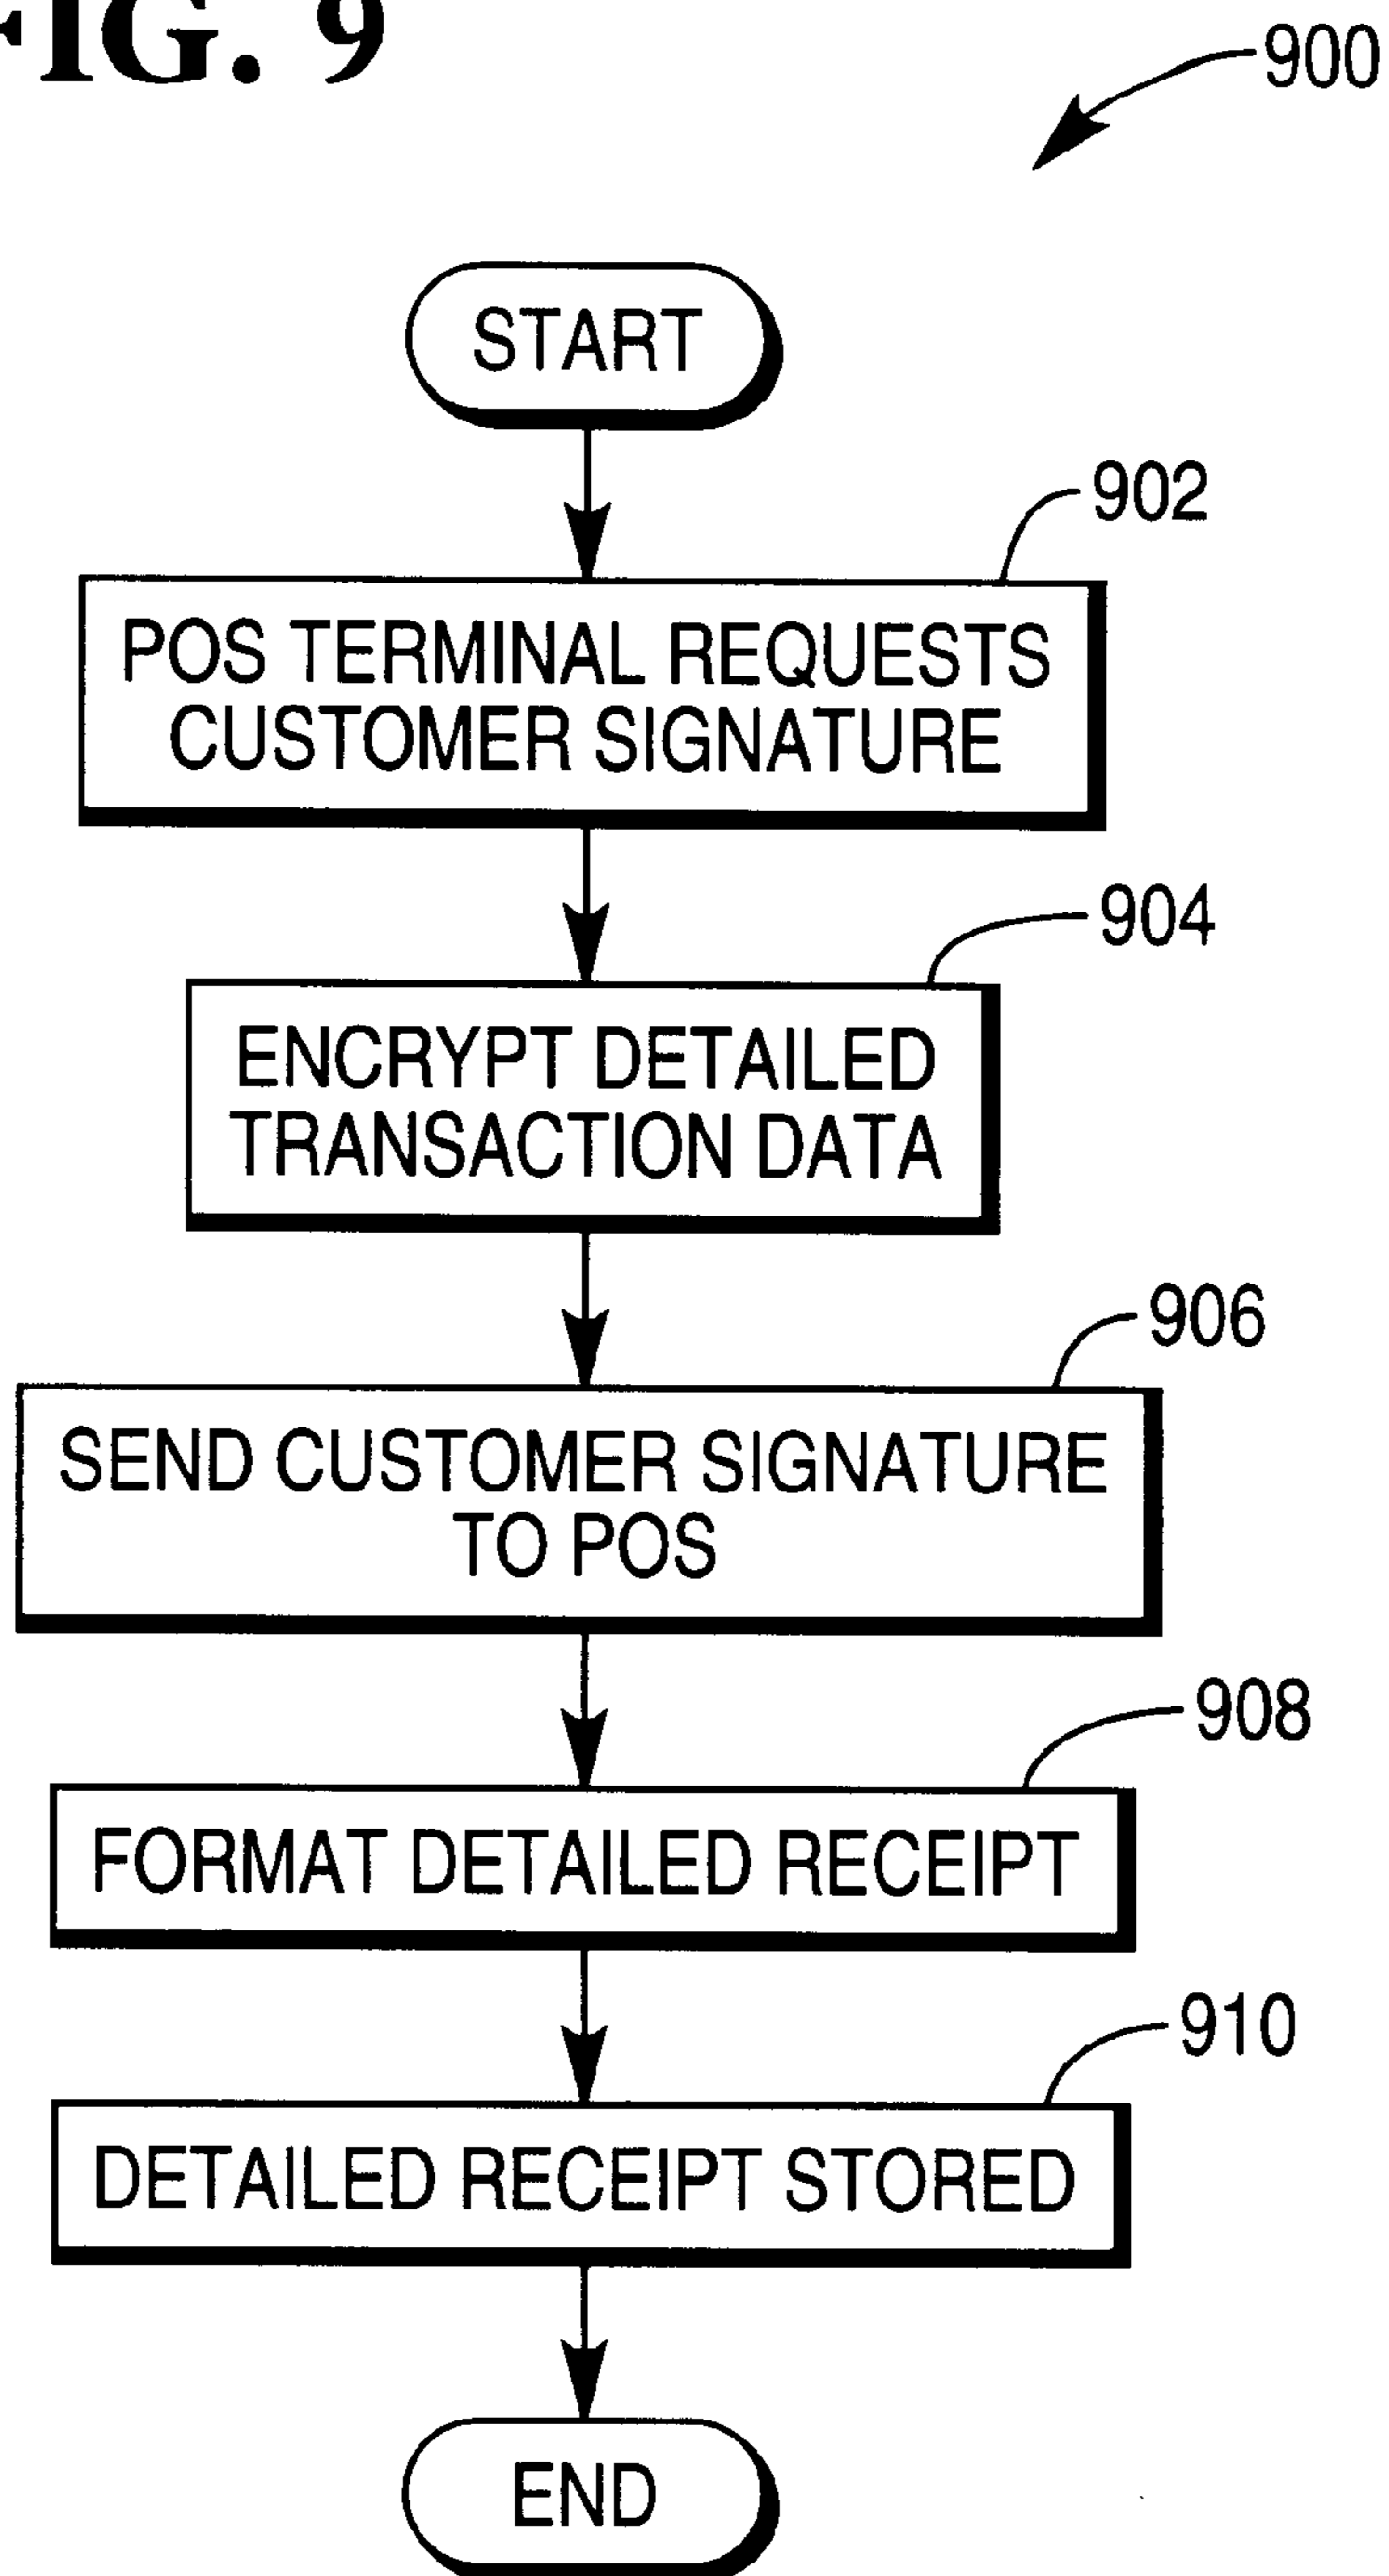 FIG. 9
900
START
902
POS TERMINAL REQUESTS
CUSTOMER SIGNATURE
904
ENCRYPT DETAILED
TRANSACTION DATA
906
SEND CUSTOMER SIGNATURE
TO POS
908
FORMAT DETAILED RECEIPT
910
DETAILED RECEIPT STORED
END